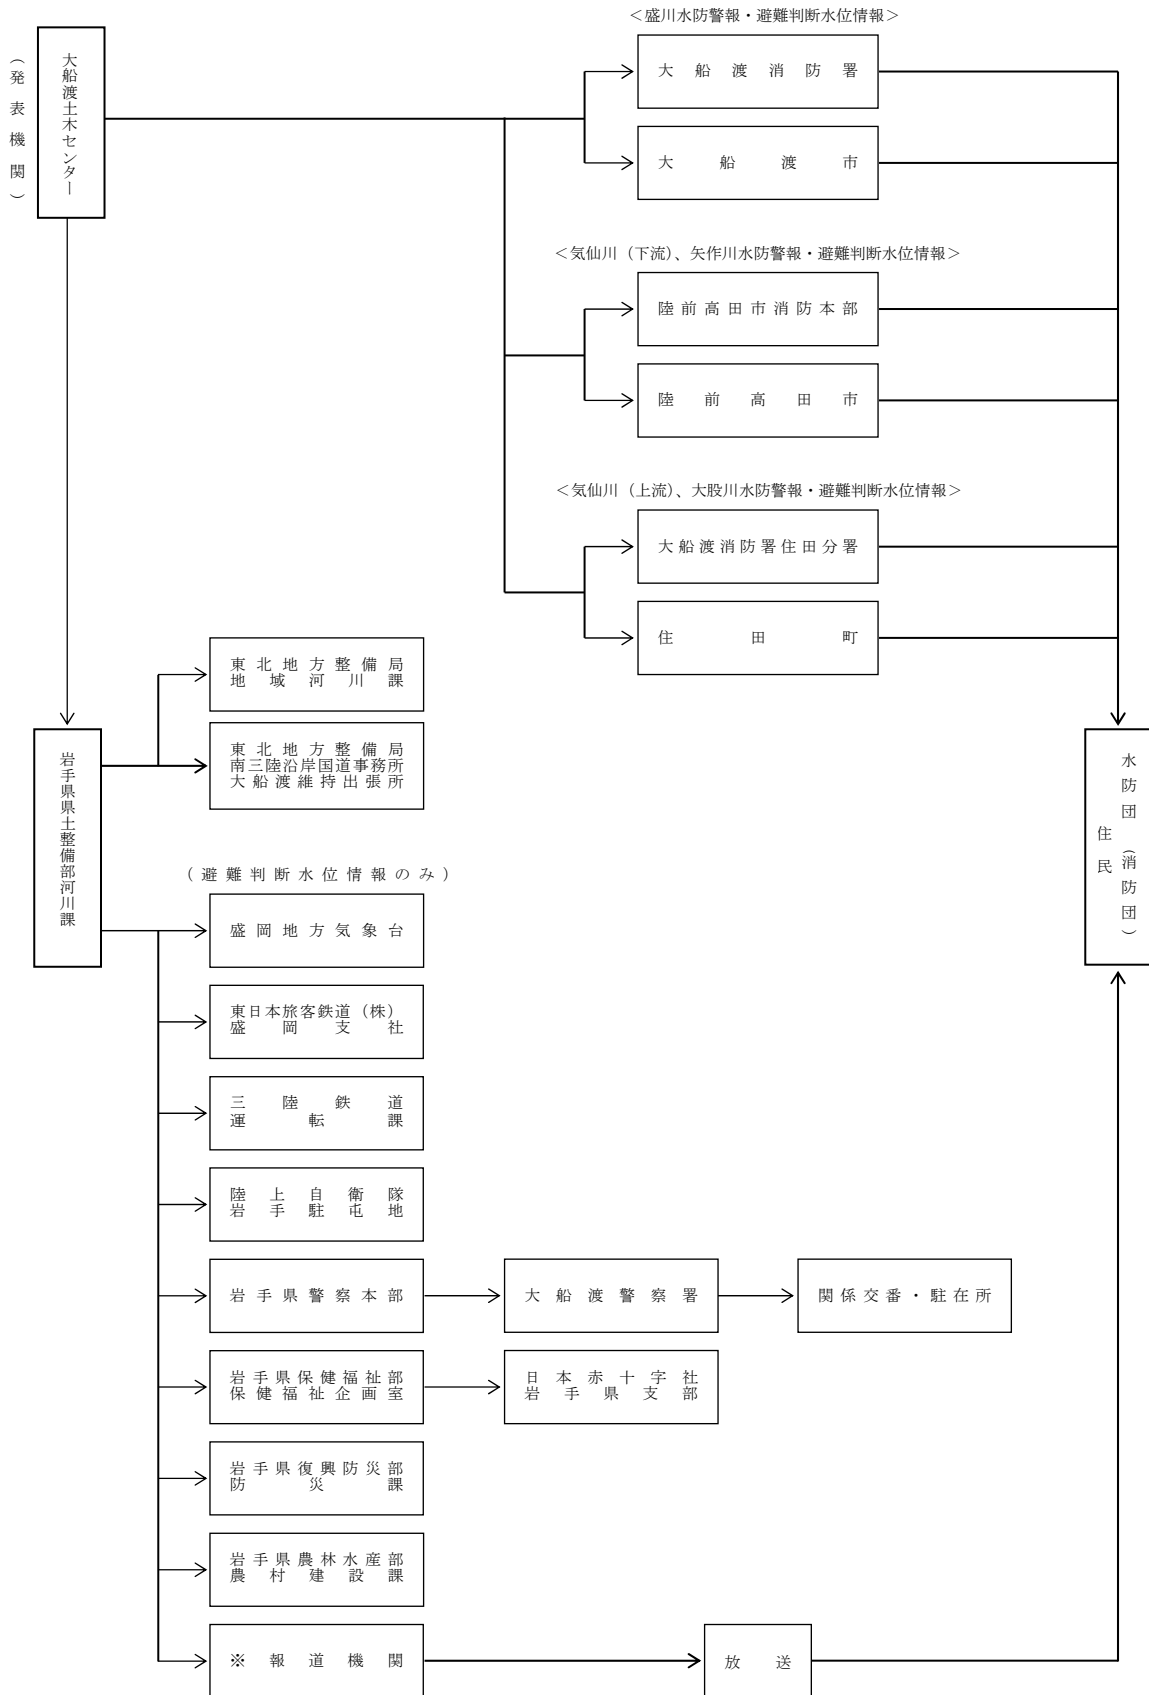 （発表機関）
大船渡土木センター
＜盛川水防警報・避難判断水位情報＞
大船渡消防署
大船渡市
＜気仙川（下流）、矢作川水防警報・避難判断水位情報＞
陸前高田市消防本部
陸前高田市
＜気仙川（上流）、大股川水防警報・避難判断水位情報＞
大船渡消防署住田分署
住田町
東北地方整備局
地域河川課
東北地方整備局
南三陸沿岸国道事務所
大船渡維持出張所
岩手県県土整備部河川課
水防団（消防団）
住民
（避難判断水位情報のみ）
盛岡地方気象台
東日本旅客鉄道（株）
盛岡支社
三陸鉄道
運転課
陸上自衛隊
岩手駐屯地
岩手県警察本部
大船渡警察署
関係交番・駐在所
岩手県保健福祉部
保健福祉企画室
日本赤十字社
岩手県支部
岩手県復興防災部
防災課
岩手県農林水産部
農村建設課
※報道機関
放送